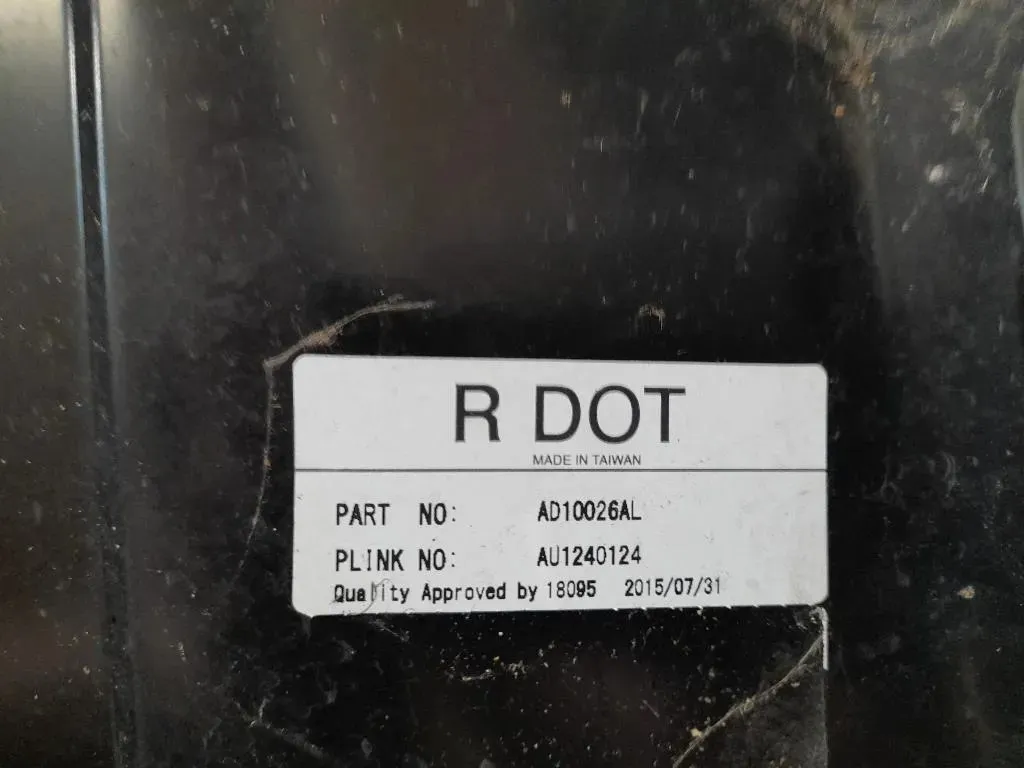 R DOT
MADE IN TAIWAN
PART NO: AD10026AL
PLINK NO: AU1240124
Quality Approved by 18095 2015/07/31